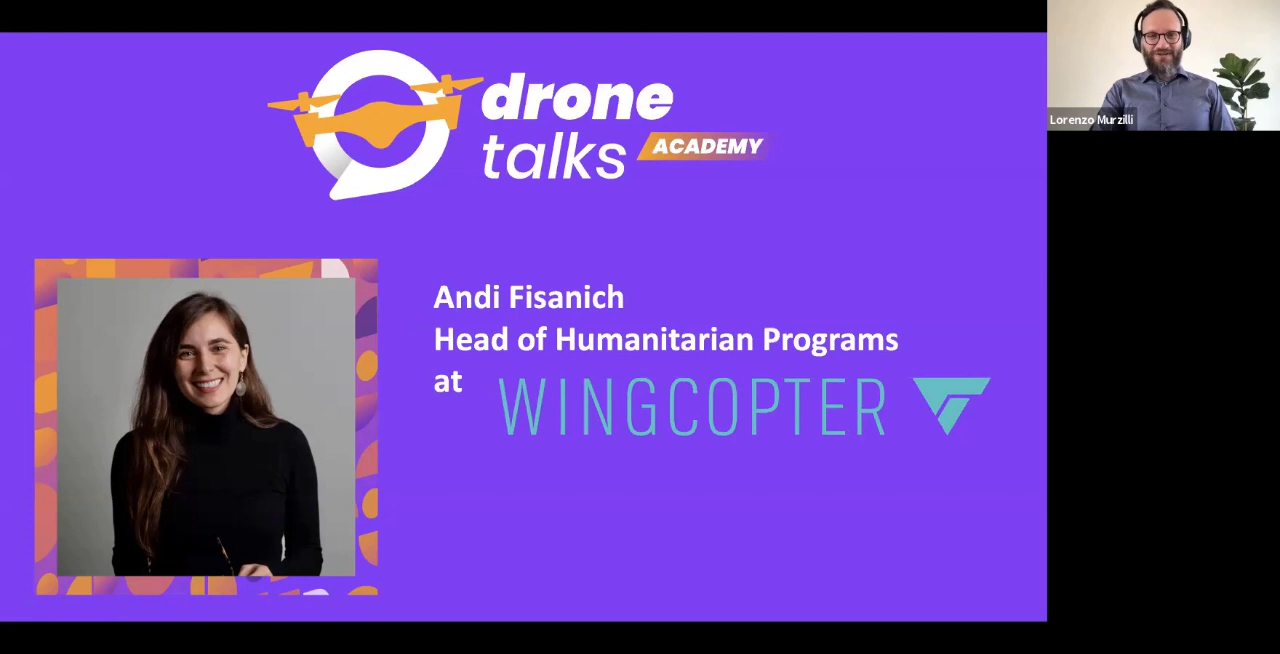 drone
talks ACADEMY
Lorenzo Murzilli
Andi Fisanich
Head of Humanitarian Programs
at WINGCOPTER